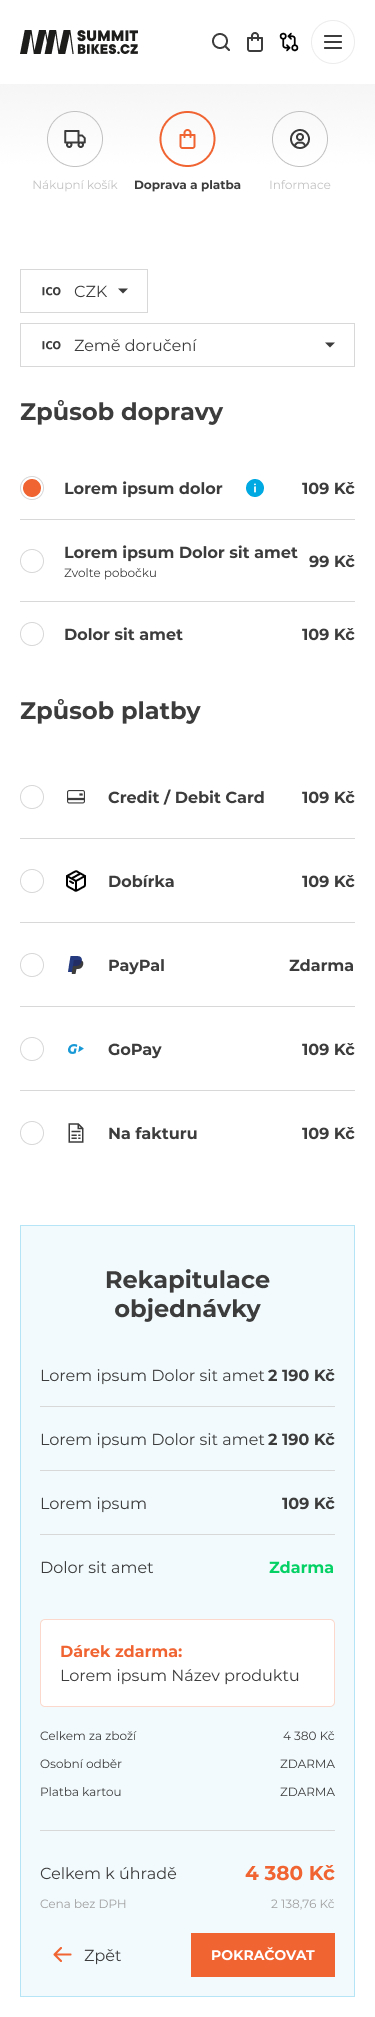 SUMMIT
BIKES.CZ
Nákupní košík
Doprava a platba
Informace
ICO CZK
ICO Země doručení
Způsob dopravy
Lorem ipsum dolor i 109 Kč
Lorem ipsum Dolor sit amet 99 Kč
Zvolte pobočku
Dolor sit amet 109 Kč
Způsob platby
Credit / Debit Card 109 Kč
Dobírka 109 Kč
PayPal Zdarma
GoPay 109 Kč
Na fakturu 109 Kč
Rekapitulace
objednávky
Lorem ipsum Dolor sit amet 2 190 Kč
Lorem ipsum Dolor sit amet 2 190 Kč
Lorem ipsum 109 Kč
Dolor sit amet Zdarma
Dárek zdarma:
Lorem ipsum Název produktu
Celkem za zboží 4 380 Kč
Osobní odběr ZDARMA
Platba kartou ZDARMA
Celkem k úhradě 4 380 Kč
Cena bez DPH 2 138,76 Kč
Zpět POKRAČOVAT